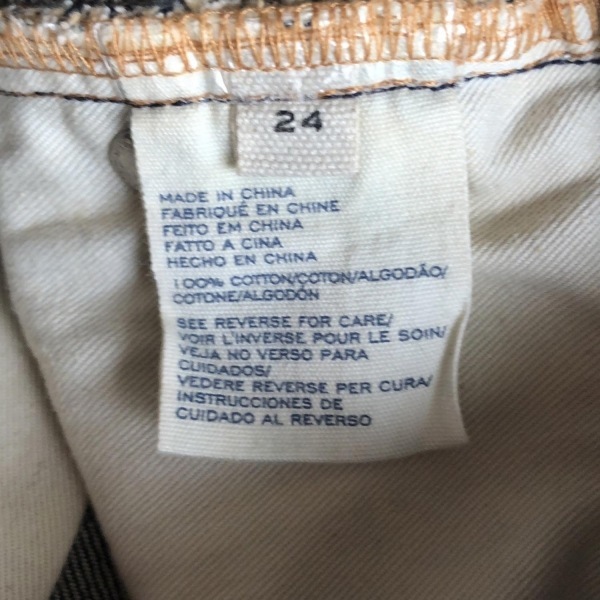 24
MADE IN CHINA
FABRIQUÉ EN CHINE
FEITO EM CHINA
FATTO A CINA
HECHO EN CHINA
100% COTTON/COTON/ALGODÃO/
COTONE/ALGODÓN
SEE REVERSE FOR CARE/
VOIR L'INVERSE POUR LE SOIN/
VEJA NO VERSO PARA
CUIDADOS/
VEDERE REVERSE PER CURA/
INSTRUCCIONES DE
CUIDADO AL REVERSO